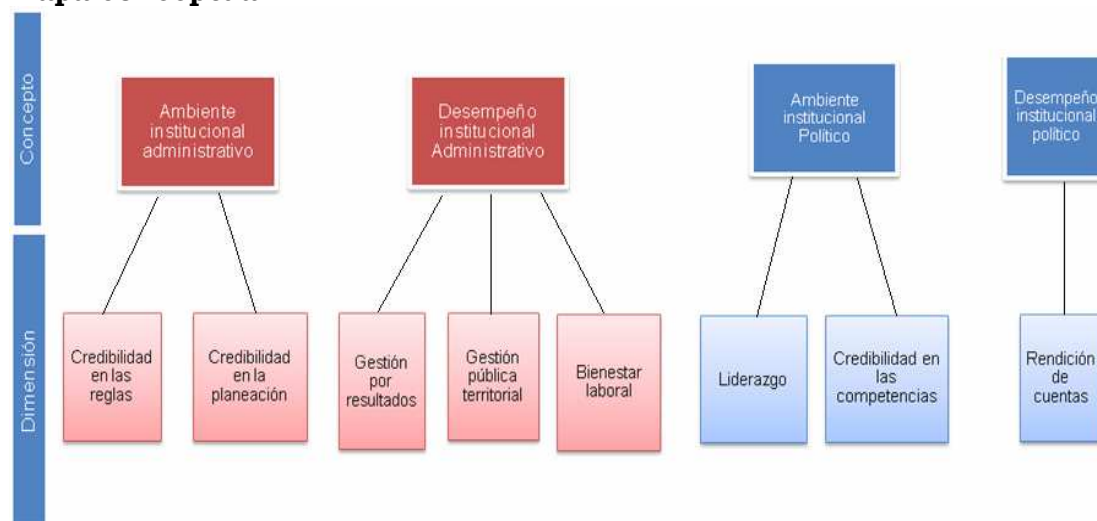 Concepto
Ambiente
institucional
administrativo
Desempeño
institucional
Administrativo
Ambiente
institucional
Político
Desempeño
institucional
político
Dimensión
Credibilidad
en las
reglas
Credibilidad
en la
planeación
Gestión
por
resultados
Gestión
pública
territorial
Bienestar
laboral
Liderazgo
Credibilidad en
las
competencias
Rendición
de
cuentas